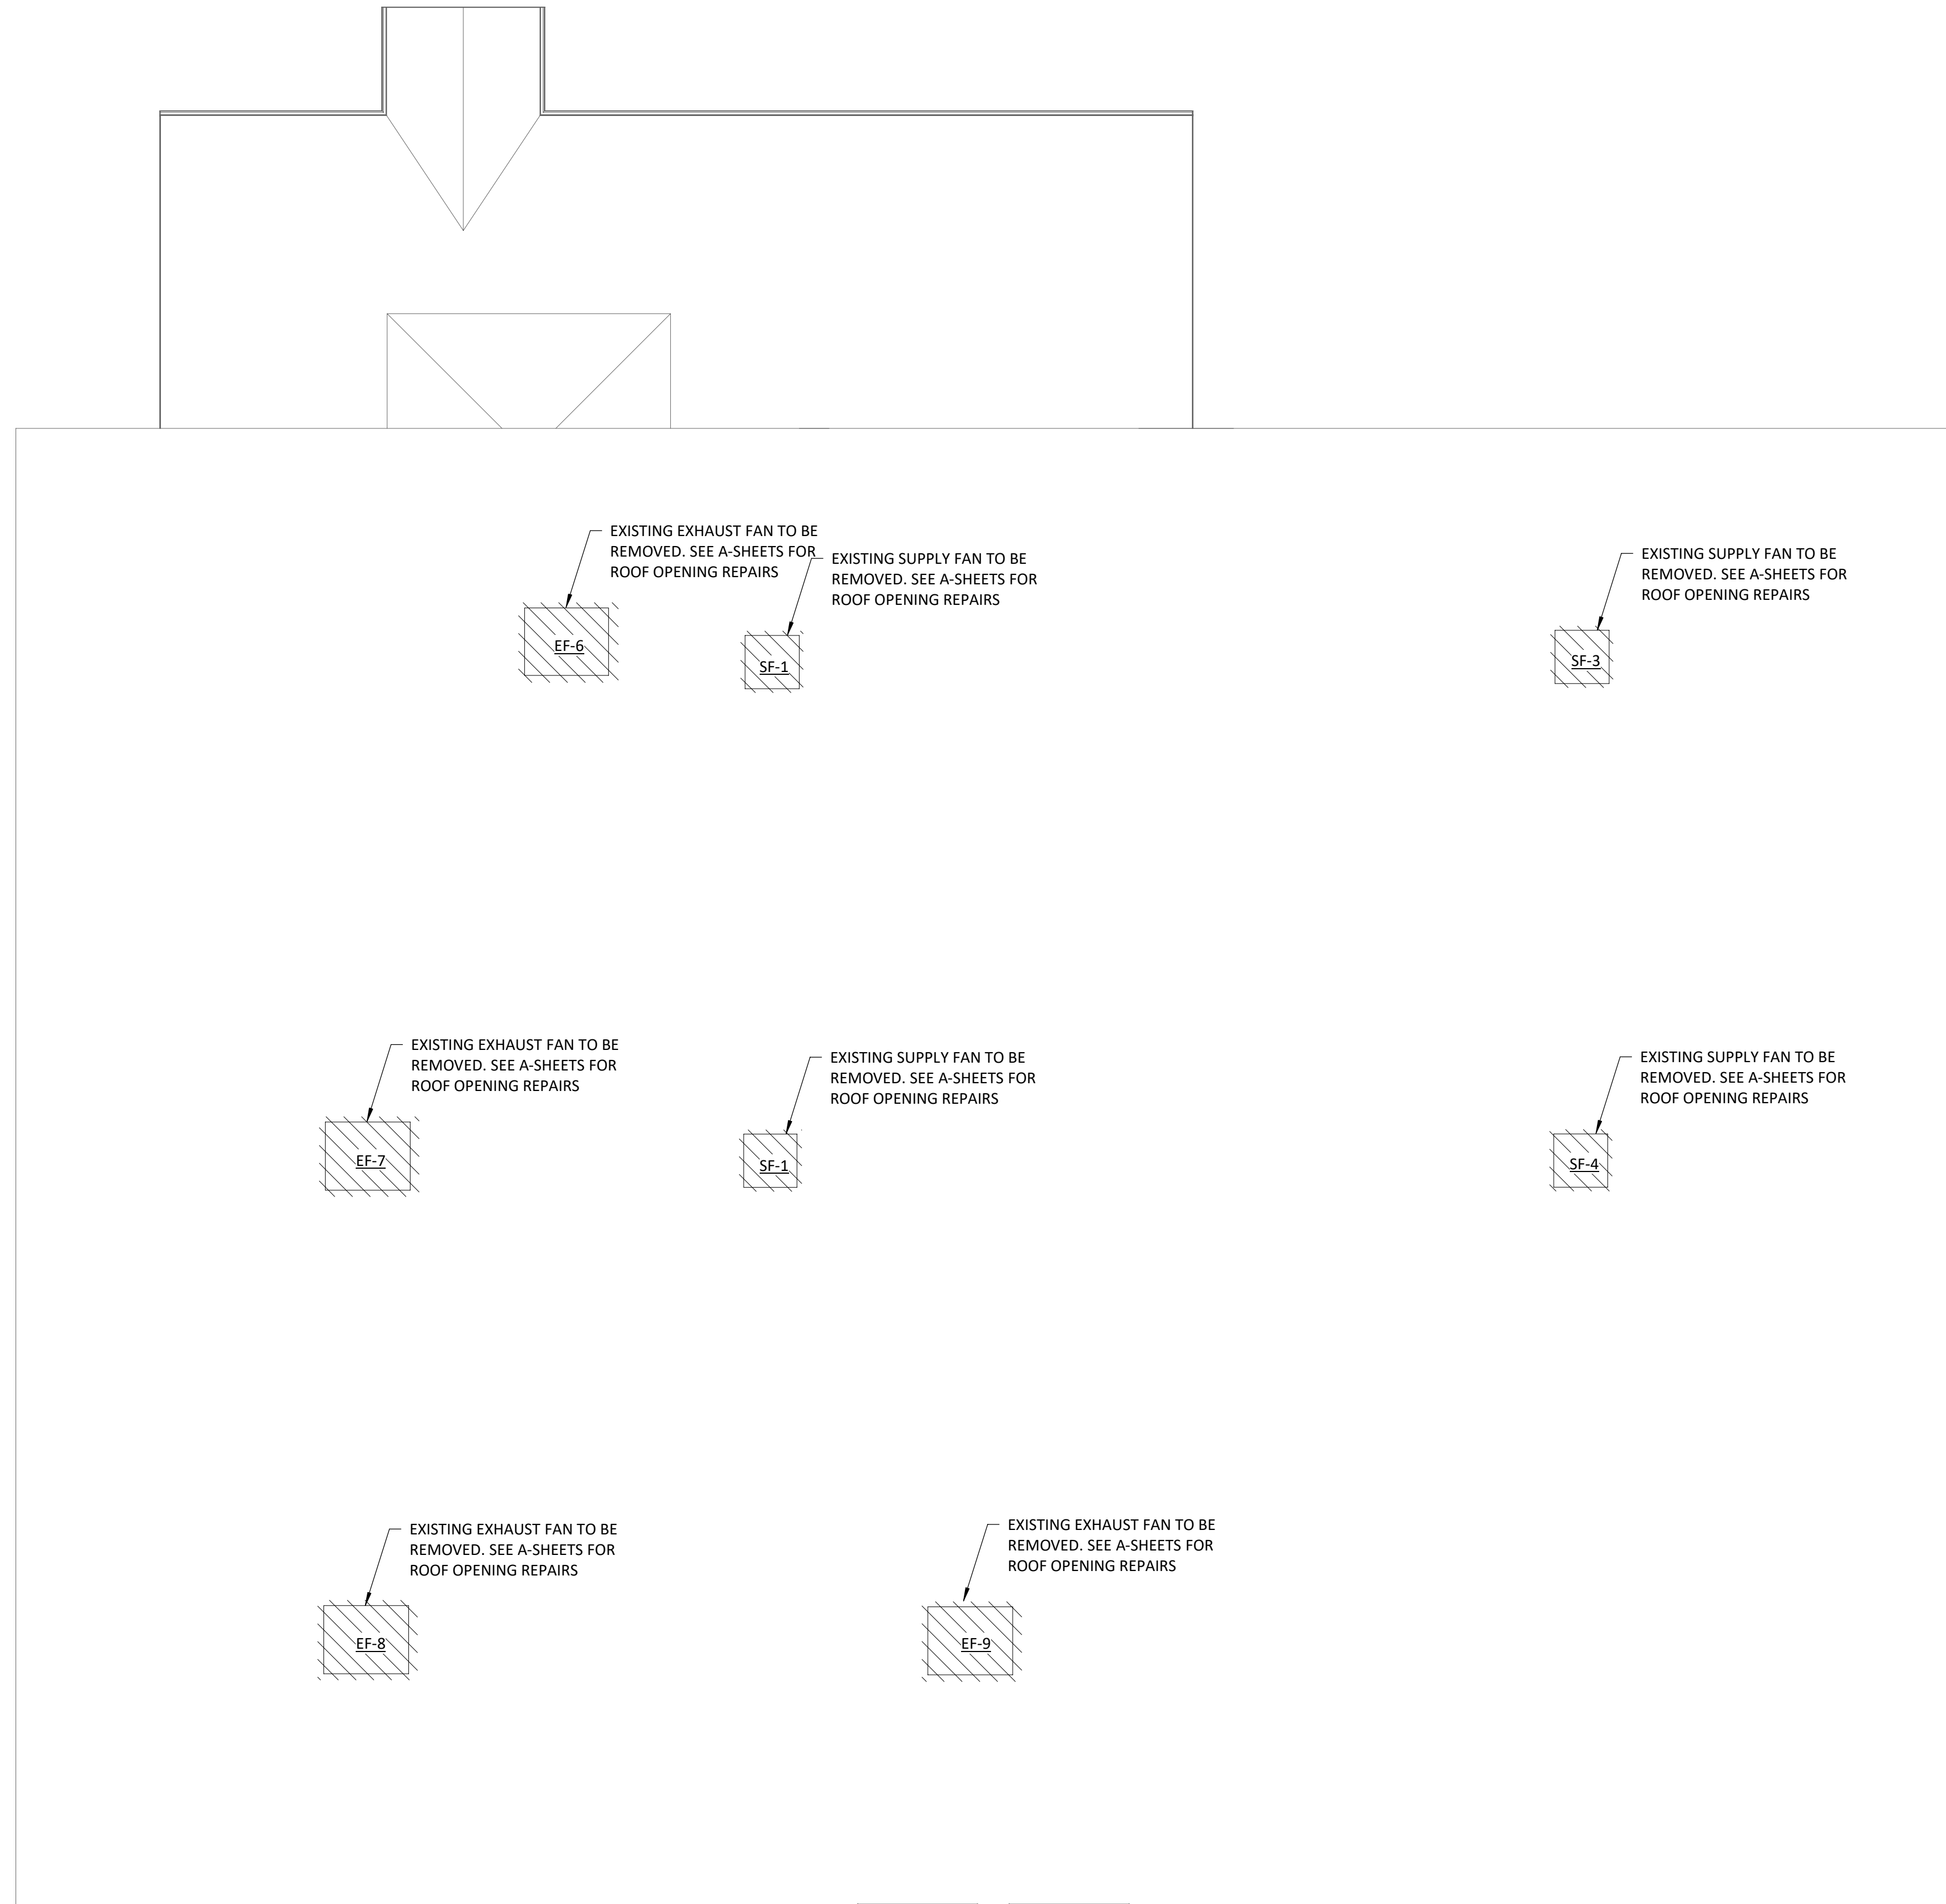 EXISTING EXHAUST FAN TO BE
REMOVED. SEE A-SHEETS FOR
ROOF OPENING REPAIRS
EF-6
EXISTING SUPPLY FAN TO BE
REMOVED. SEE A-SHEETS FOR
ROOF OPENING REPAIRS
SF-1
EXISTING SUPPLY FAN TO BE
REMOVED. SEE A-SHEETS FOR
ROOF OPENING REPAIRS
SF-3
EXISTING EXHAUST FAN TO BE
REMOVED. SEE A-SHEETS FOR
ROOF OPENING REPAIRS
EF-7
EXISTING SUPPLY FAN TO BE
REMOVED. SEE A-SHEETS FOR
ROOF OPENING REPAIRS
SF-1
EXISTING SUPPLY FAN TO BE
REMOVED. SEE A-SHEETS FOR
ROOF OPENING REPAIRS
SF-4
EXISTING EXHAUST FAN TO BE
REMOVED. SEE A-SHEETS FOR
ROOF OPENING REPAIRS
EF-8
EXISTING EXHAUST FAN TO BE
REMOVED. SEE A-SHEETS FOR
ROOF OPENING REPAIRS
EF-9